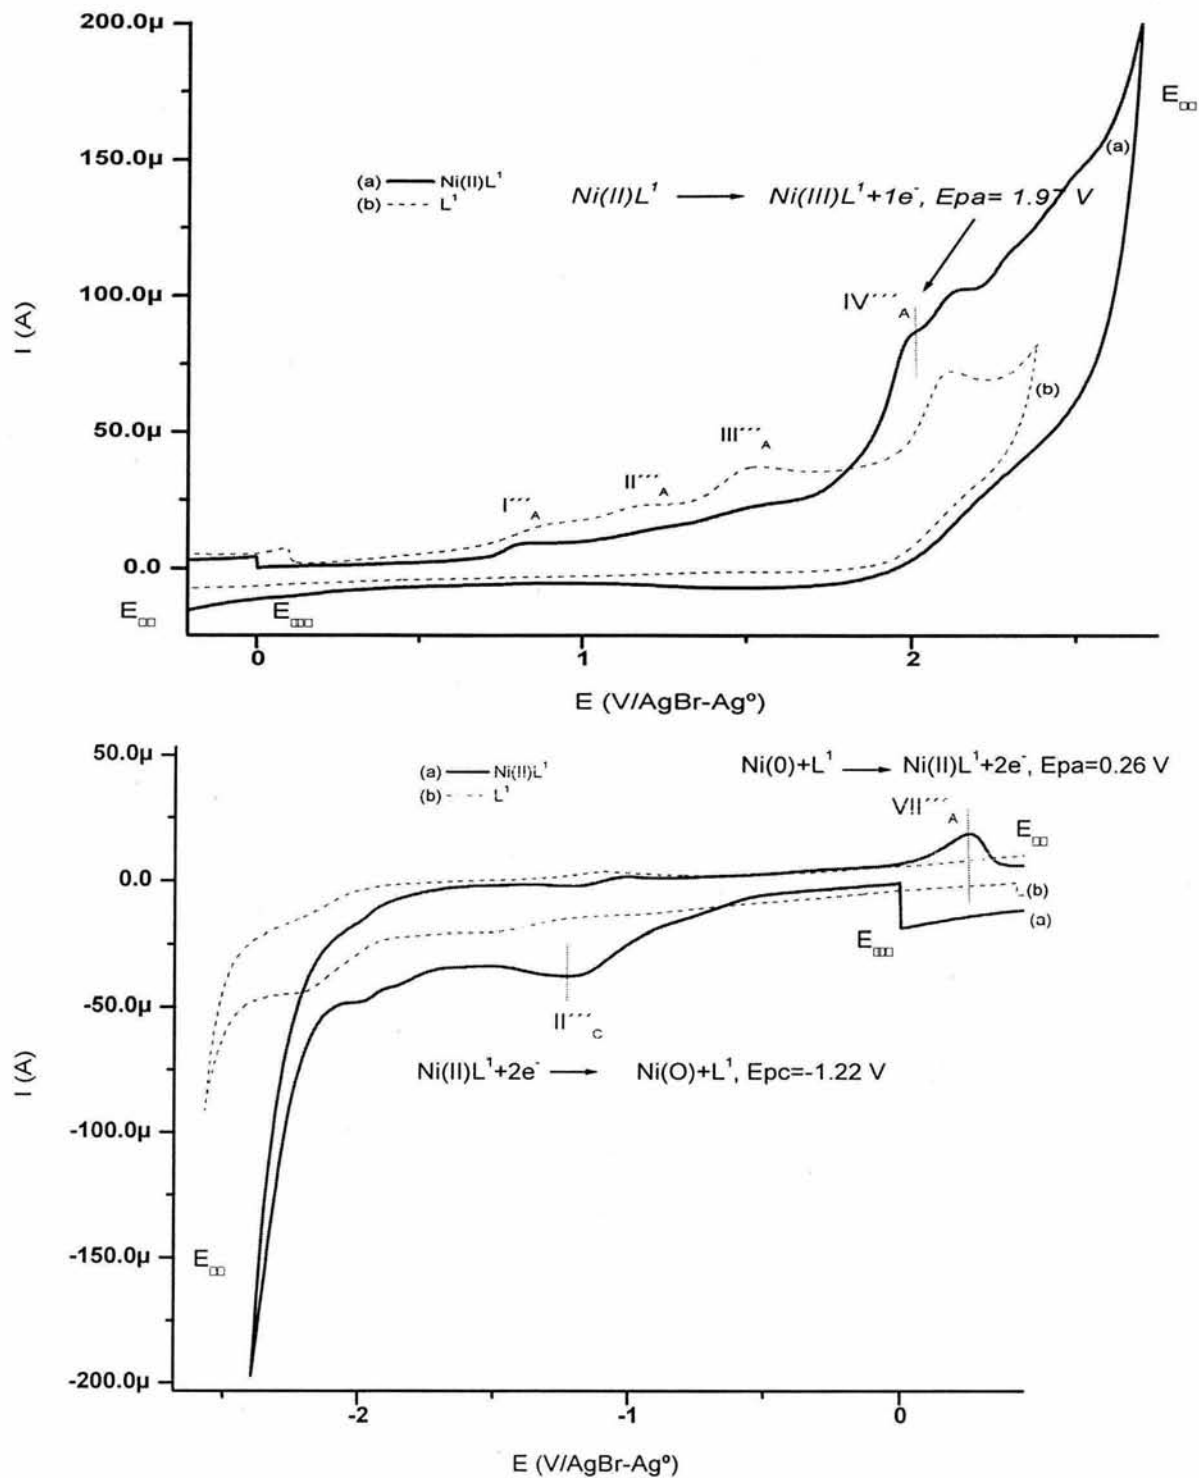 200.0µ
150.0µ
100.0µ
50.0µ
0.0
I (A)
(a) Ni(II)L¹
(b) L¹
Ni(II)L¹ → Ni(III)L¹+1e⁻, Epa= 1.97 V
E□□
(a)
(b)
I´´´´A
II´´´´A
III´´´´A
IV´´´´A
E□□
E□□□
0 1 2
E (V/AgBr-Agº)
50.0µ
0.0
-50.0µ
-100.0µ
-150.0µ
-200.0µ
I (A)
(a) Ni(II)L¹
(b) L¹
Ni(0)+L¹ → Ni(II)L¹+2e⁻, Epa=0.26 V
VII´´´´A
E□□
(b)
(a)
E□□□
II´´´´C
Ni(II)L¹+2e⁻ → Ni(O)+L¹, Epc=-1.22 V
E□□
-2 -1 0
E (V/AgBr-Agº)